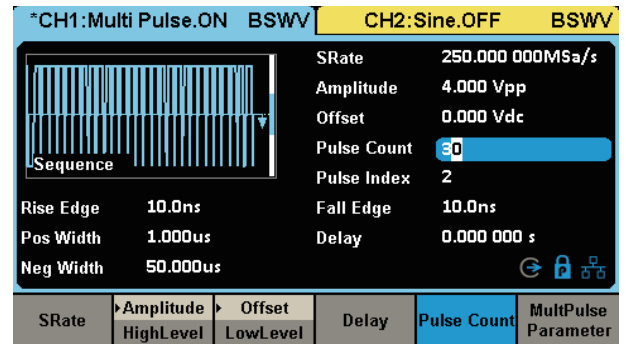 *CH1:Multi Pulse.ON BSWV CH2:Sine.OFF BSWV
SRate 250.000 000MSa/s
Amplitude 4.000 Vpp
Offset 0.000 Vdc
Pulse Count 30
Sequence
Pulse Index 2
Rise Edge 10.0ns Fall Edge 10.0ns
Pos Width 1.000us Delay 0.000 000 s
Neg Width 50.000us
P
SRate Amplitude Offset Delay Pulse Count MultPulse
HighLevel LowLevel Parameter